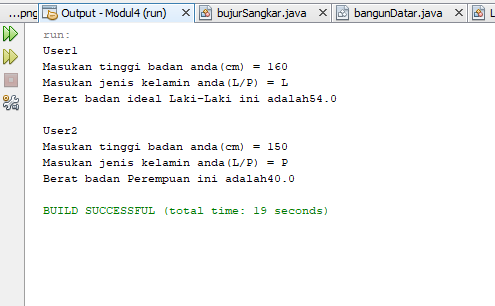 ...png Output - Modul4 (run) bujurSangkar.java bangunDatar.java L
run:
User1
Masukan tinggi badan anda(cm) = 160
Masukan jenis kelamin anda(L/P) = L
Berat badan ideal Laki-Laki ini adalah54.0
User2
Masukan tinggi badan anda(cm) = 150
Masukan jenis kelamin anda(L/P) = P
Berat badan Perempuan ini adalah40.0
BUILD SUCCESSFUL (total time: 19 seconds)